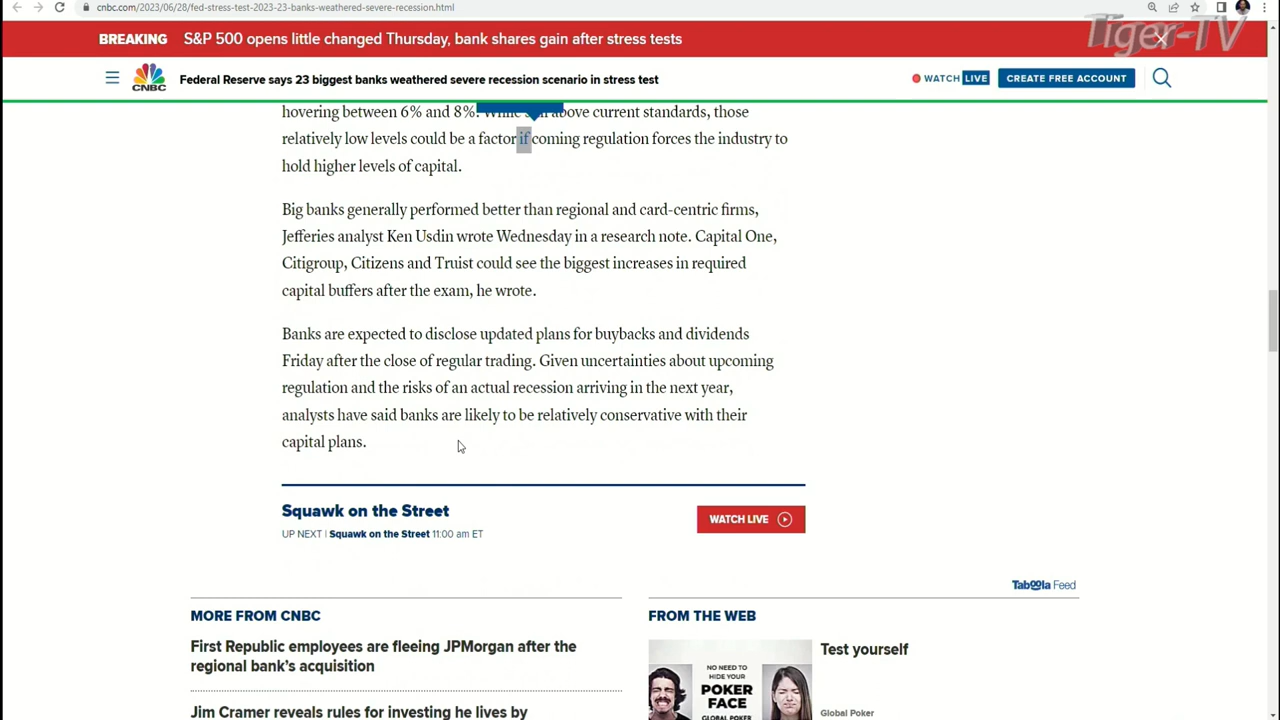 cnbc.com/2023/06/28/fed-stress-test-2023-23-banks-weathered-severe-recession.html
Tiger-TV
BREAKING S&P 500 opens little changed Thursday, bank shares gain after stress tests
CNBC
Federal Reserve says 23 biggest banks weathered severe recession scenario in stress test
WATCH LIVE
CREATE FREE ACCOUNT
hovering between 6% and 8%. While still above current standards, those
relatively low levels could be a factor if coming regulation forces the industry to
hold higher levels of capital.
Big banks generally performed better than regional and card-centric firms,
Jefferies analyst Ken Usdin wrote Wednesday in a research note. Capital One,
Citigroup, Citizens and Truist could see the biggest increases in required
capital buffers after the exam, he wrote.
Banks are expected to disclose updated plans for buybacks and dividends
Friday after the close of regular trading. Given uncertainties about upcoming
regulation and the risks of an actual recession arriving in the next year,
analysts have said banks are likely to be relatively conservative with their
capital plans.
Squawk on the Street
UP NEXT | Squawk on the Street 11:00 am ET
WATCH LIVE
Taboola Feed
MORE FROM CNBC
First Republic employees are fleeing JPMorgan after the
regional bank's acquisition
Jim Cramer reveals rules for investing he lives by
FROM THE WEB
NO NEED TO
HIDE YOUR
POKER
FACE
GLOBAL POKER
Test yourself
Global Poker